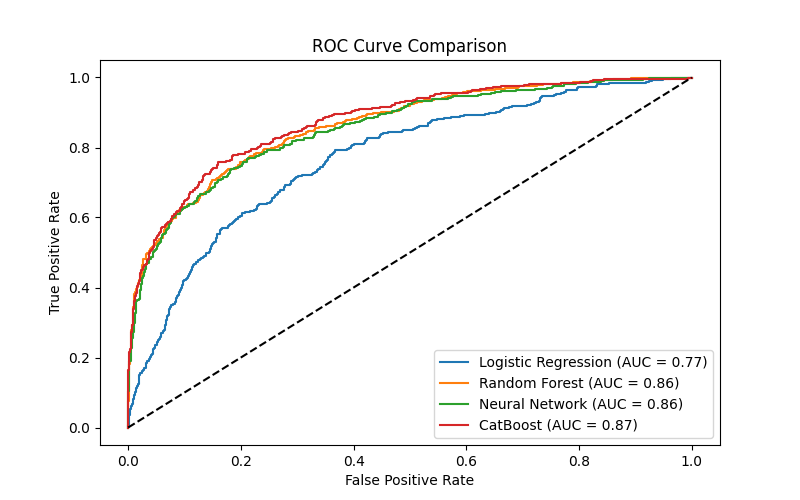 ROC Curve Comparison
True Positive Rate
1.0
0.8
0.6
0.4
0.2
0.0
Logistic Regression (AUC = 0.77)
Random Forest (AUC = 0.86)
Neural Network (AUC = 0.86)
CatBoost (AUC = 0.87)
0.0 0.2 0.4 0.6 0.8 1.0
False Positive Rate